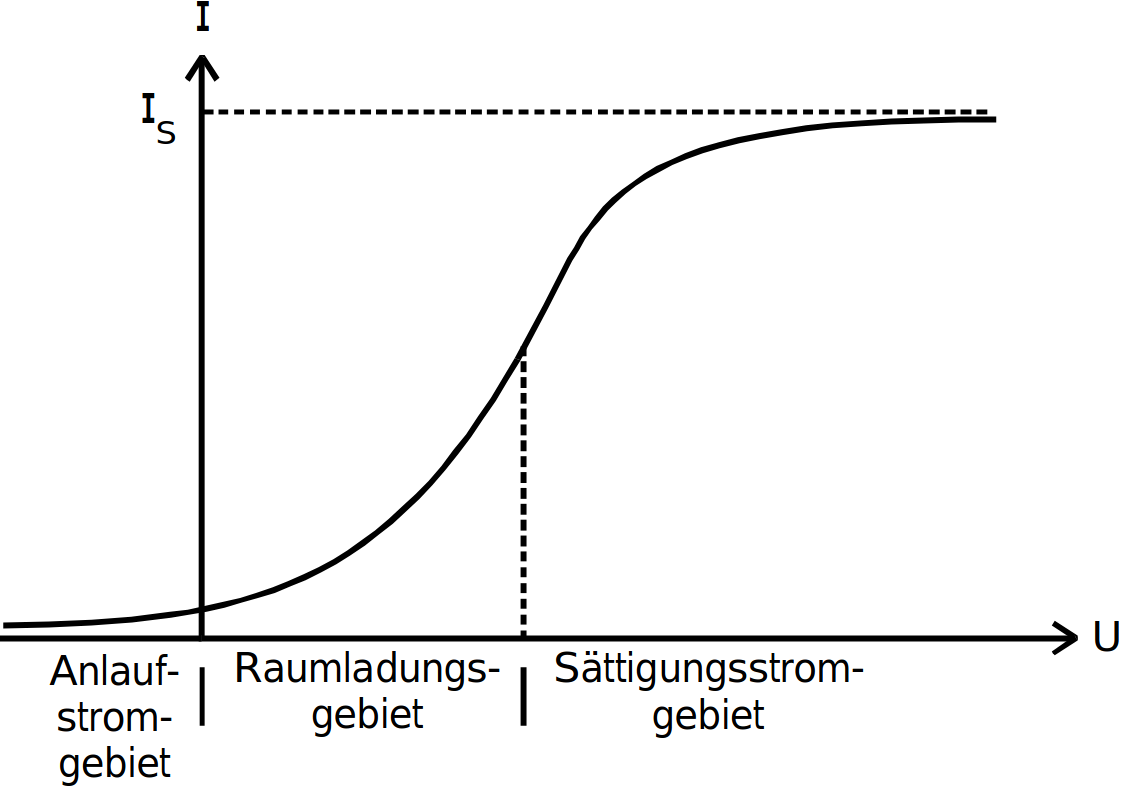 I
I_S
U
Anlauf-
strom-
gebiet
Raumladungs-
gebiet
Sättigungsstrom-
gebiet